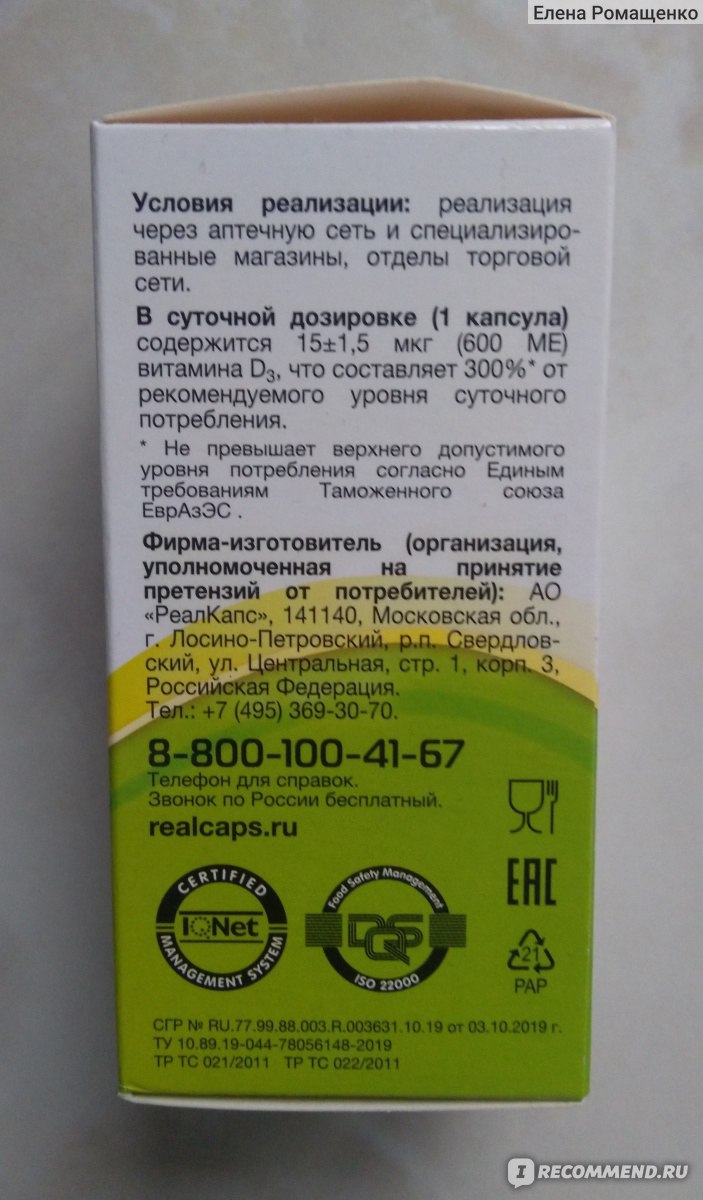 Елена Ромащенко
Условия реализации: реализация
через аптечную сеть и специализиро-
ванные магазины, отделы торговой
сети.
В суточной дозировке (1 капсула)
содержится 15±1,5 мкг (600 МЕ)
витамина D₃, что составляет 300%* от
рекомендуемого уровня суточного
потребления.
* Не превышает верхнего допустимого
уровня потребления согласно Единым
требованиям Таможенного союза
ЕврАзЭС .
Фирма-изготовитель (организация,
уполномоченная на принятие
претензий от потребителей): АО
«РеалКапс», 141140, Московская обл.,
г. Лосино-Петровский, р.п. Свердлов-
ский, ул. Центральная, стр. 1, корп. 3,
Российская Федерация.
Тел.: +7 (495) 369-30-70.
8-800-100-41-67
Телефон для справок.
Звонок по России бесплатный.
realcaps.ru
CERTIFIED
IQNet
MANAGEMENT SYSTEM
Food Safety Management
DQS
ISO 22000
EAC
21
PAP
СГР № RU.77.99.88.003.R.003631.10.19 от 03.10.2019 г.
ТУ 10.89.19-044-78056148-2019
ТР ТС 021/2011 ТР ТС 022/2011
IRECOMMEND.RU